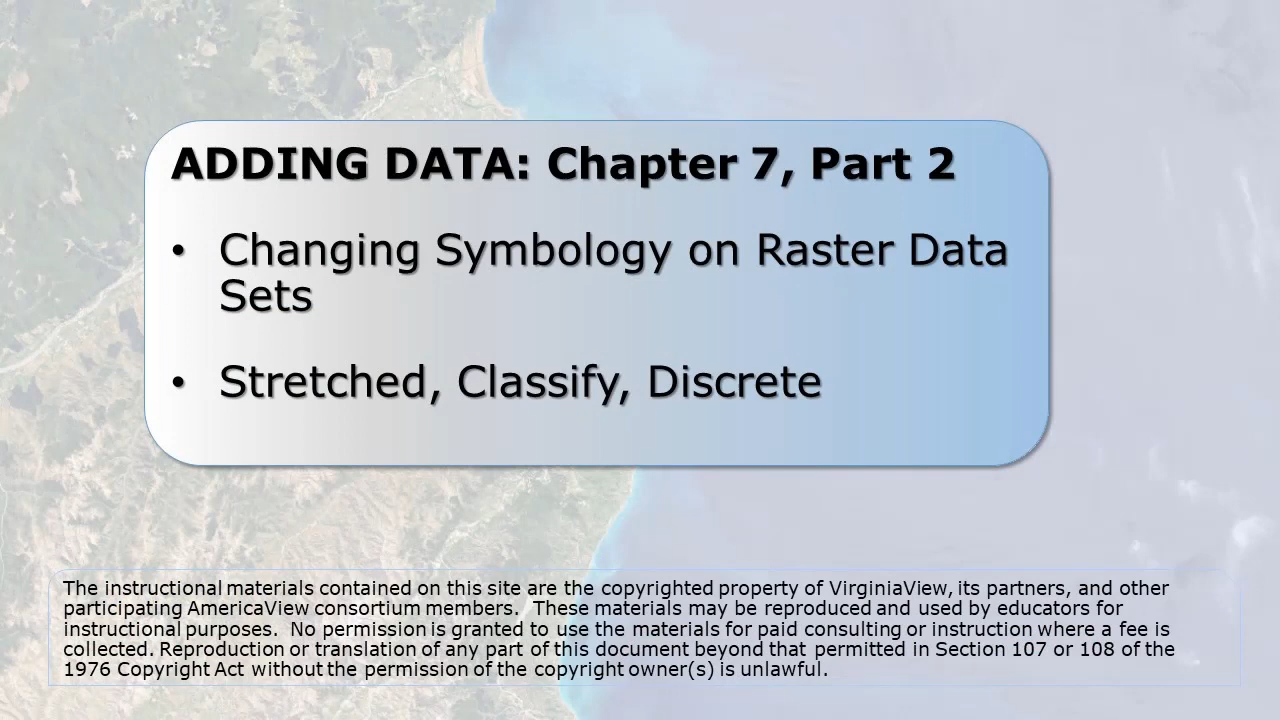 ADDING DATA: Chapter 7, Part 2
• Changing Symbology on Raster Data
Sets
• Stretched, Classify, Discrete
The instructional materials contained on this site are the copyrighted property of VirginiaView, its partners, and other
participating AmericaView consortium members.  These materials may be reproduced and used by educators for
instructional purposes.  No permission is granted to use the materials for paid consulting or instruction where a fee is
collected. Reproduction or translation of any part of this document beyond that permitted in Section 107 or 108 of the
1976 Copyright Act without the permission of the copyright owner(s) is unlawful.